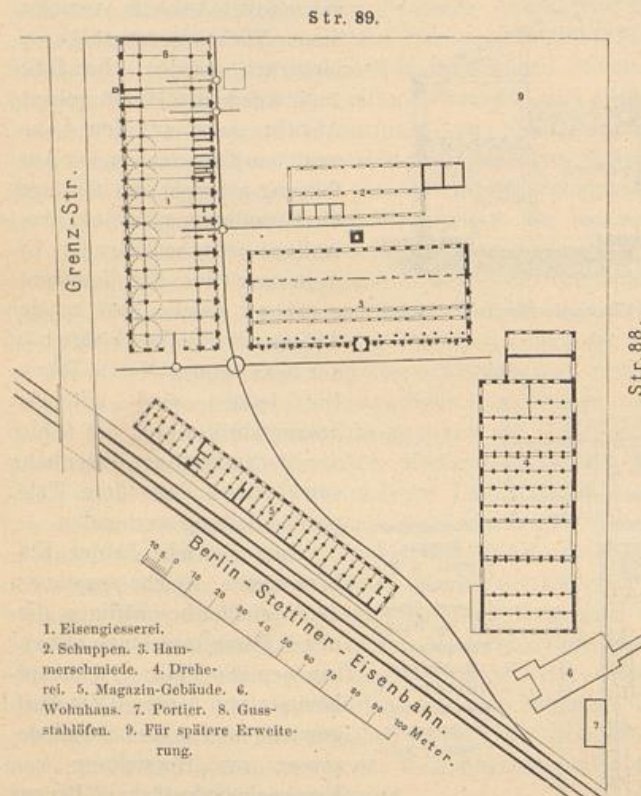 Str. 89.
8
9
Grenz-Str.
1
2
3
Str. 88.
4
5
Berlin-Stettiner-Eisenbahn.
10 5 0 10 20 30 40 50 60 70 80 90 100 Meter.
6
7
1. Eisengiesserei.
2. Schuppen. 3. Ham-
merschmiede. 4. Drehe-
rei. 5. Magazin-Gebäude. 6.
Wohnhaus. 7. Portier. 8. Guss-
stahlöfen. 9. Für spätere Erweite-
rung.